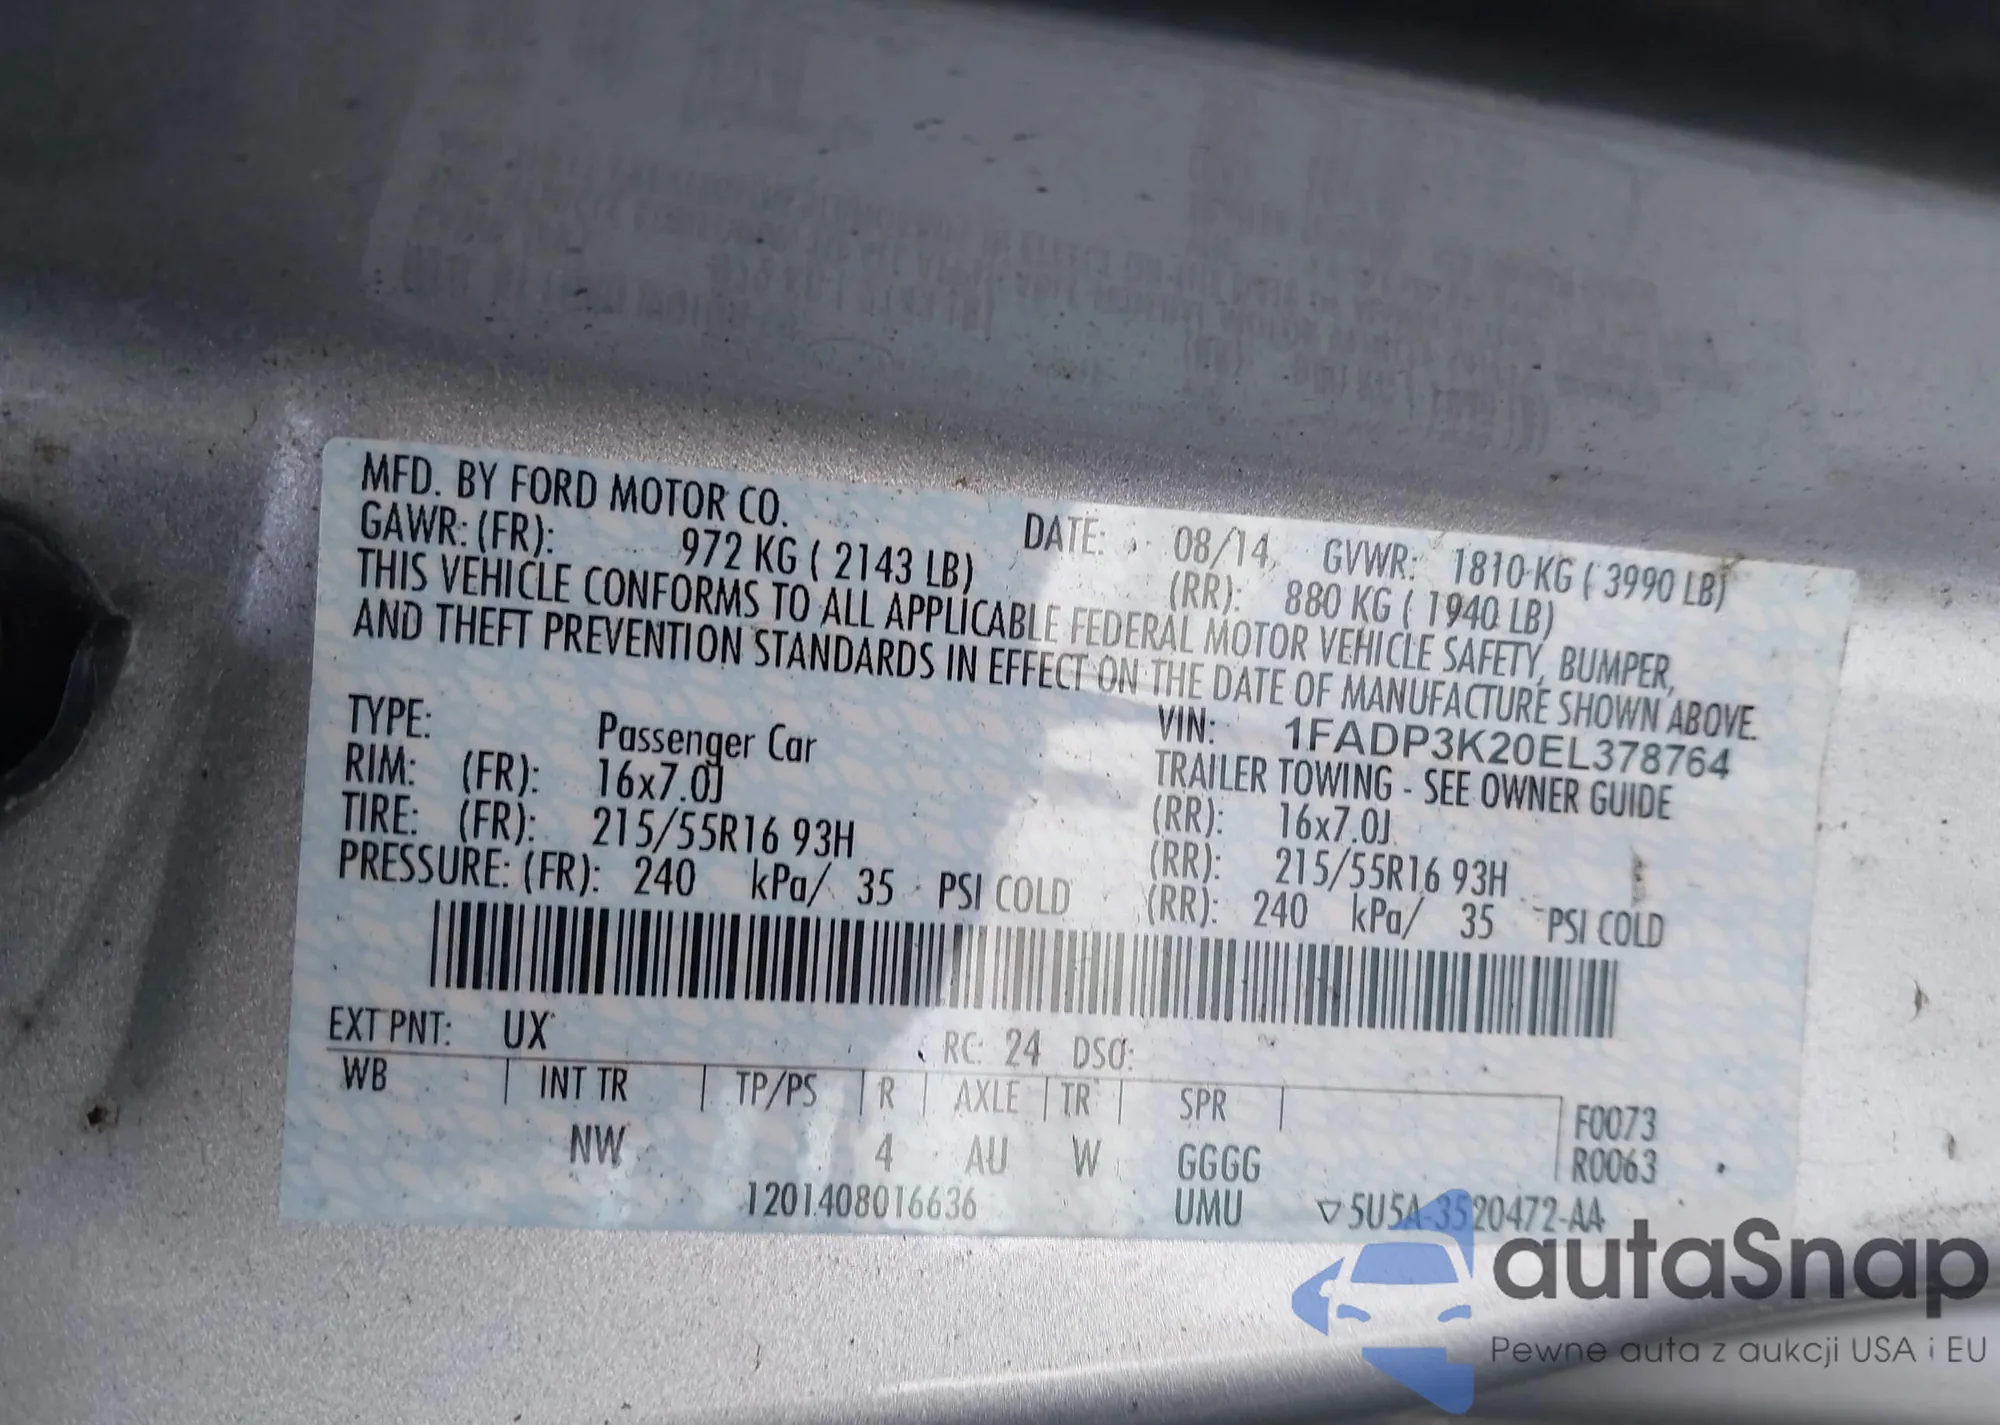 MFD. BY FORD MOTOR CO. DATE: 08/14 GVWR: 1810 KG ( 3990 LB)
GAWR: (FR): 972 KG ( 2143 LB) (RR): 880 KG ( 1940 LB)
THIS VEHICLE CONFORMS TO ALL APPLICABLE FEDERAL MOTOR VEHICLE SAFETY, BUMPER,
AND THEFT PREVENTION STANDARDS IN EFFECT ON THE DATE OF MANUFACTURE SHOWN ABOVE.
VIN: 1FADP3K20EL378764
TYPE: Passenger Car TRAILER TOWING - SEE OWNER GUIDE
RIM: (FR): 16x7.0J (RR): 16x7.0J
TIRE: (FR): 215/55R16 93H (RR): 215/55R16 93H
PRESSURE: (FR): 240 kPa/ 35 PSI COLD (RR): 240 kPa/ 35 PSI COLD
EXT PNT: UX RC: 24 DSO:
WB INT TR TP/PS R AXLE TR SPR F0073
NW 4 AU W GGGG R0063
1201408016636 UMU ▽5U5A-3520472-AA
autaSnap
Pewne auta z aukcji USA i EU